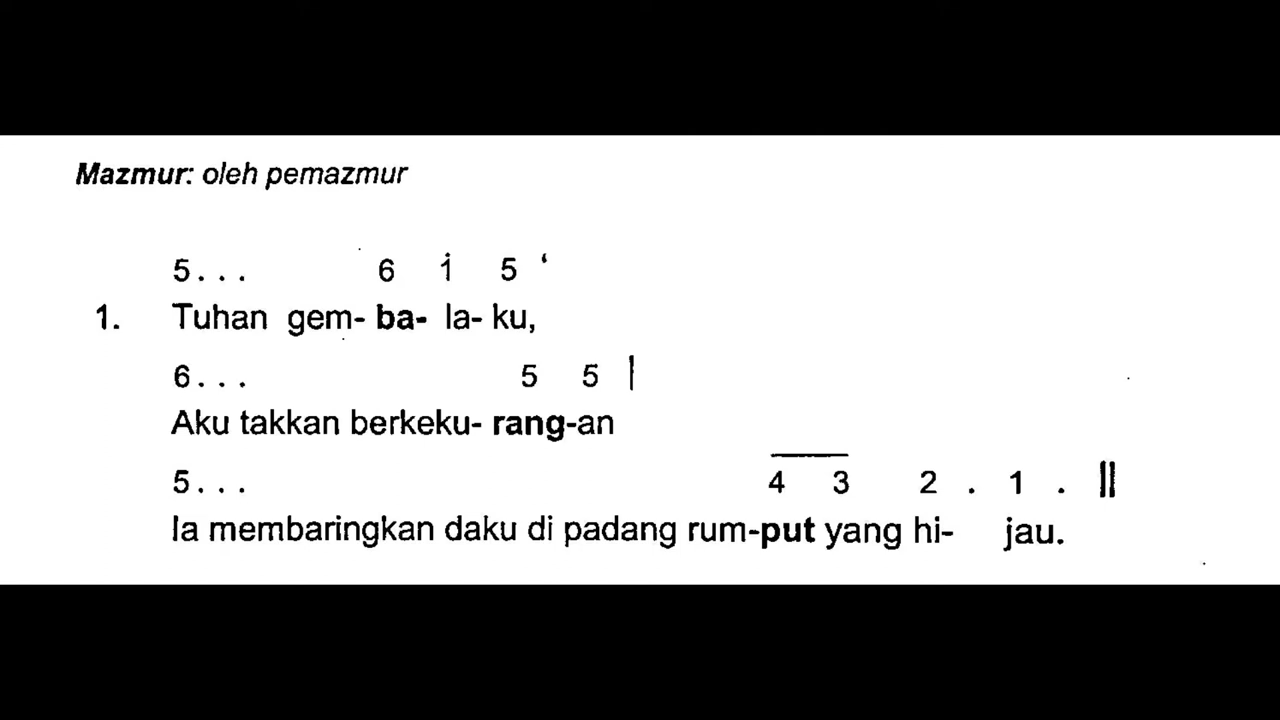 Mazmur: oleh pemazmur
5... 6 1̇ 5 ‘
1. Tuhan gem- ba- la- ku,
6... 5 5 |
Aku takkan berkeku- rang-an
5... 4 3 2 . 1 . ||
Ia membaringkan daku di padang rum-put yang hi- jau.